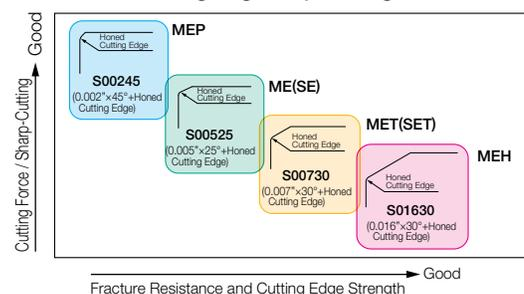 Good
Cutting Force / Sharp-Cutting
MEP
Honed
Cutting Edge
S00245
(0.002"×45°+Honed
Cutting Edge)
ME(SE)
Honed
Cutting Edge
S00525
(0.005"×25°+Honed
Cutting Edge)
MET(SET)
Honed
Cutting Edge
S00730
(0.007"×30°+Honed
Cutting Edge)
MEH
Honed
Cutting Edge
S01630
(0.016"×30°+Honed
Cutting Edge)
Good
Fracture Resistance and Cutting Edge Strength